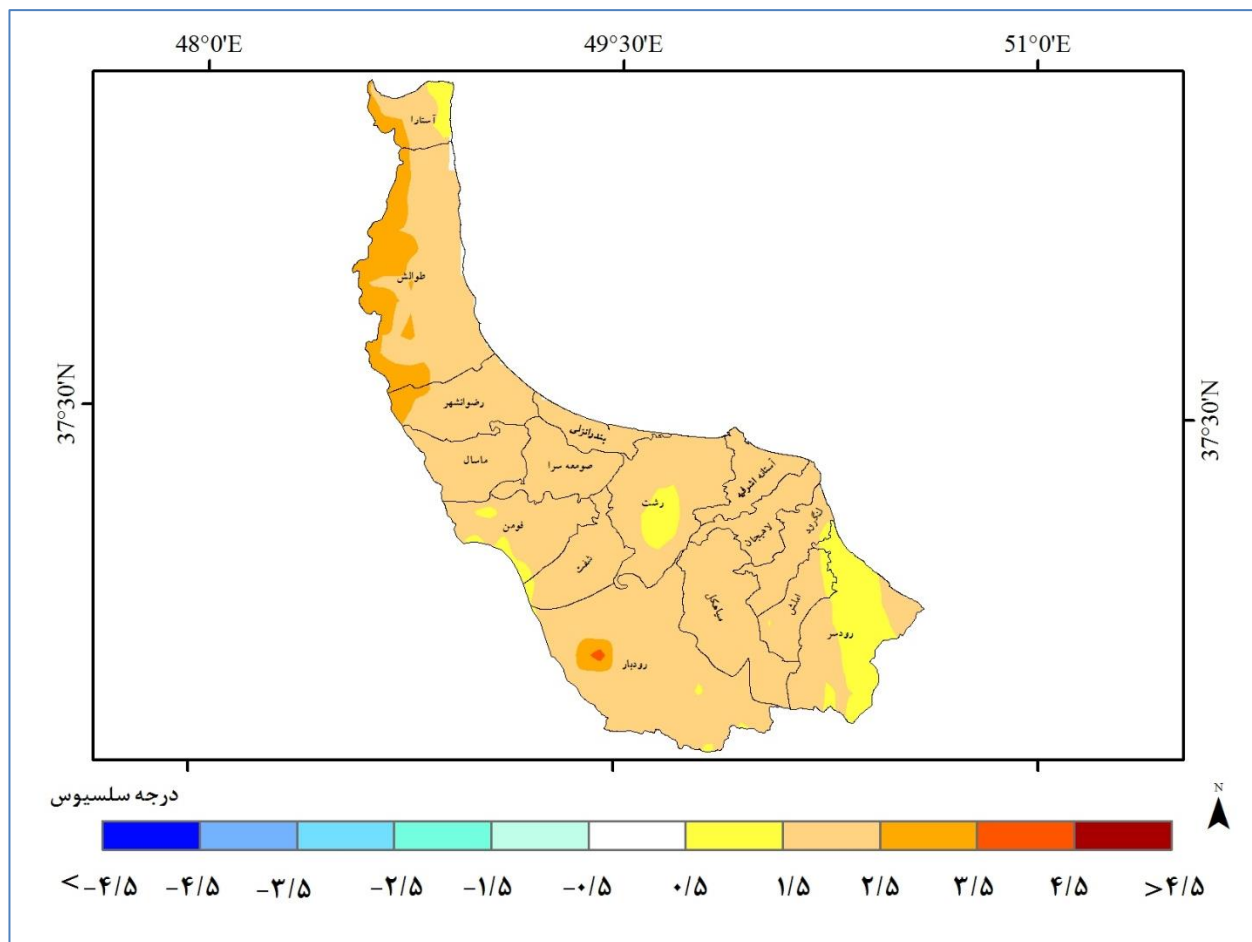 48°0'E 49°30'E 51°0'E
آستارا
طوالش
37°30'N
37°30'N
رضوانشهر
بندرانزلی
ماسال
صومعه سرا
آستانه اشرفیه
رشت
لنگرود
فومن
لاهیجان
شفت
املش
سیاهکل
رودسر
رودبار
درجه سلسیوس
N
<-۴/۵ -۴/۵ -۳/۵ -۲/۵ -۱/۵ -۰/۵ ۰/۵ ۱/۵ ۲/۵ ۳/۵ ۴/۵ >۴/۵